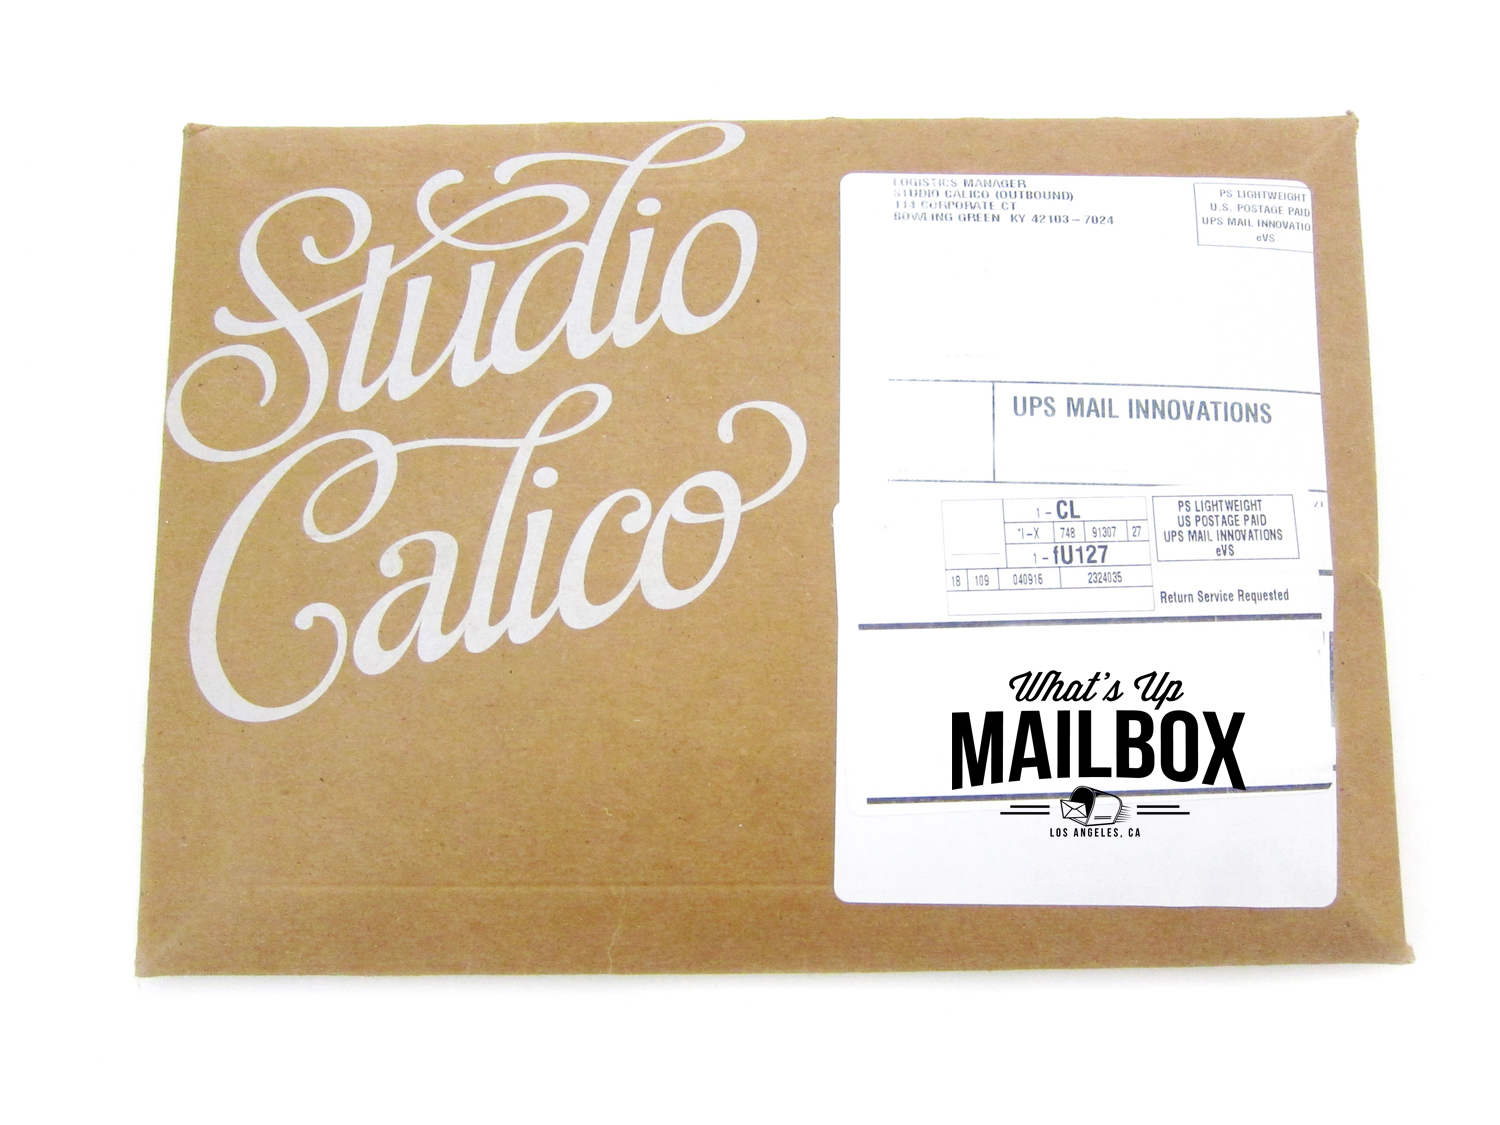 Studio
Calico
LOGISTICS MANAGER
STUDIO CALICO (OUTBOUND)
114 CORPORATE CT
BOWLING GREEN KY 42103-7024
PS LIGHTWEIGHT
U.S. POSTAGE PAID
UPS MAIL INNOVATIO
eVS
UPS MAIL INNOVATIONS
1 - CL
748 91307 27
1 - fU127
18 109 040916 2324035
PS LIGHTWEIGHT
US POSTAGE PAID
UPS MAIL INNOVATIONS
eVS
Return Service Requested
What's Up
MAILBOX
LOS ANGELES, CA